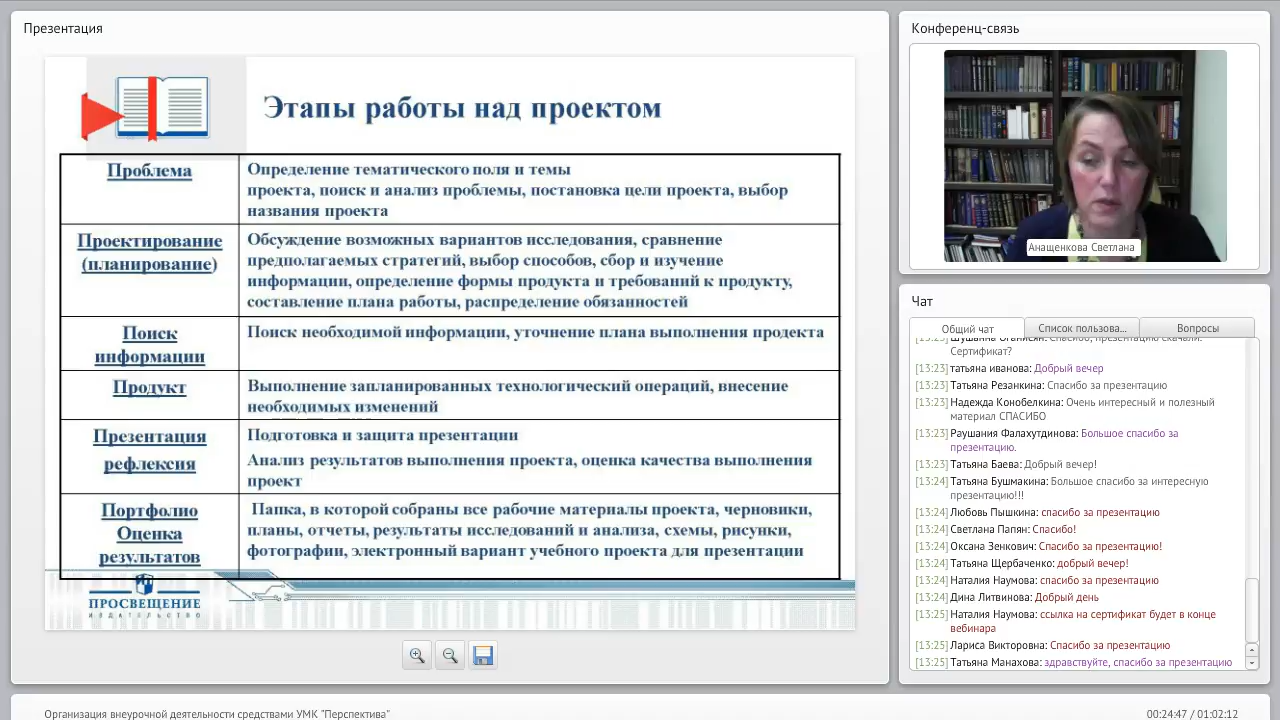 Презентация
Этапы работы над проектом
Проблема
Определение тематического поля и темы
проекта, поиск и анализ проблемы, постановка цели проекта, выбор
названия проекта
Проектирование
(планирование)
Обсуждение возможных вариантов исследования, сравнение
предполагаемых стратегий, выбор способов, сбор и изучение
информации, определение формы продукта и требований к продукту,
составление плана работы, распределение обязанностей
Поиск
информации
Поиск необходимой информации, уточнение плана выполнения продекта
Продукт
Выполнение запланированных технологический операций, внесение
необходимых изменений
Презентация
рефлексия
Подготовка и защита презентации
Анализ результатов выполнения проекта, оценка качества выполнения
проект
Портфолио
Оценка
результатов
Папка, в которой собраны все рабочие материалы проекта, черновики,
планы, отчеты, результаты исследований и анализа, схемы, рисунки,
фотографии, электронный вариант учебного проекта для презентации
ПРОСВЕЩЕНИЕ
ИЗДАТЕЛЬСТВО
Конференц-связь
Анащенкова Светлана
Чат
Общий чат
Список пользова...
Вопросы
[13:23] Шушанна Оганисян: Спасибо, презентацию скачали.
Сертификат?
[13:23] татьяна иванова: Добрый вечер
[13:23] Татьяна Резанкина: Спасибо за презентацию
[13:23] Надежда Конобелкина: Очень интересный и полезный
материал СПАСИБО
[13:23] Раушания Фалахутдинова: Большое спасибо за
презентацию.
[13:23] Татьяна Баева: Добрый вечер!
[13:24] Татьяна Бушмакина: Большое спасибо за интересную
презентацию!!!
[13:24] Любовь Пышкина: спасибо за презентацию
[13:24] Светлана Папян: Спасибо!
[13:24] Оксана Зенкович: Спасибо за презентацию!
[13:24] Татьяна Щербаченко: добрый вечер!
[13:24] Наталия Наумова: спасибо за презентацию
[13:24] Дина Литвинова: Добрый день
[13:25] Наталия Наумова: ссылка на сертификат будет в конце
вебинара
[13:25] Лариса Викторовна: Спасибо за презентацию
[13:25] Татьяна Манахова: здравствуйте, спасибо за презентацию
Организация внеурочной деятельности средствами УМК "Перспектива"
00:24:47 / 01:02:12